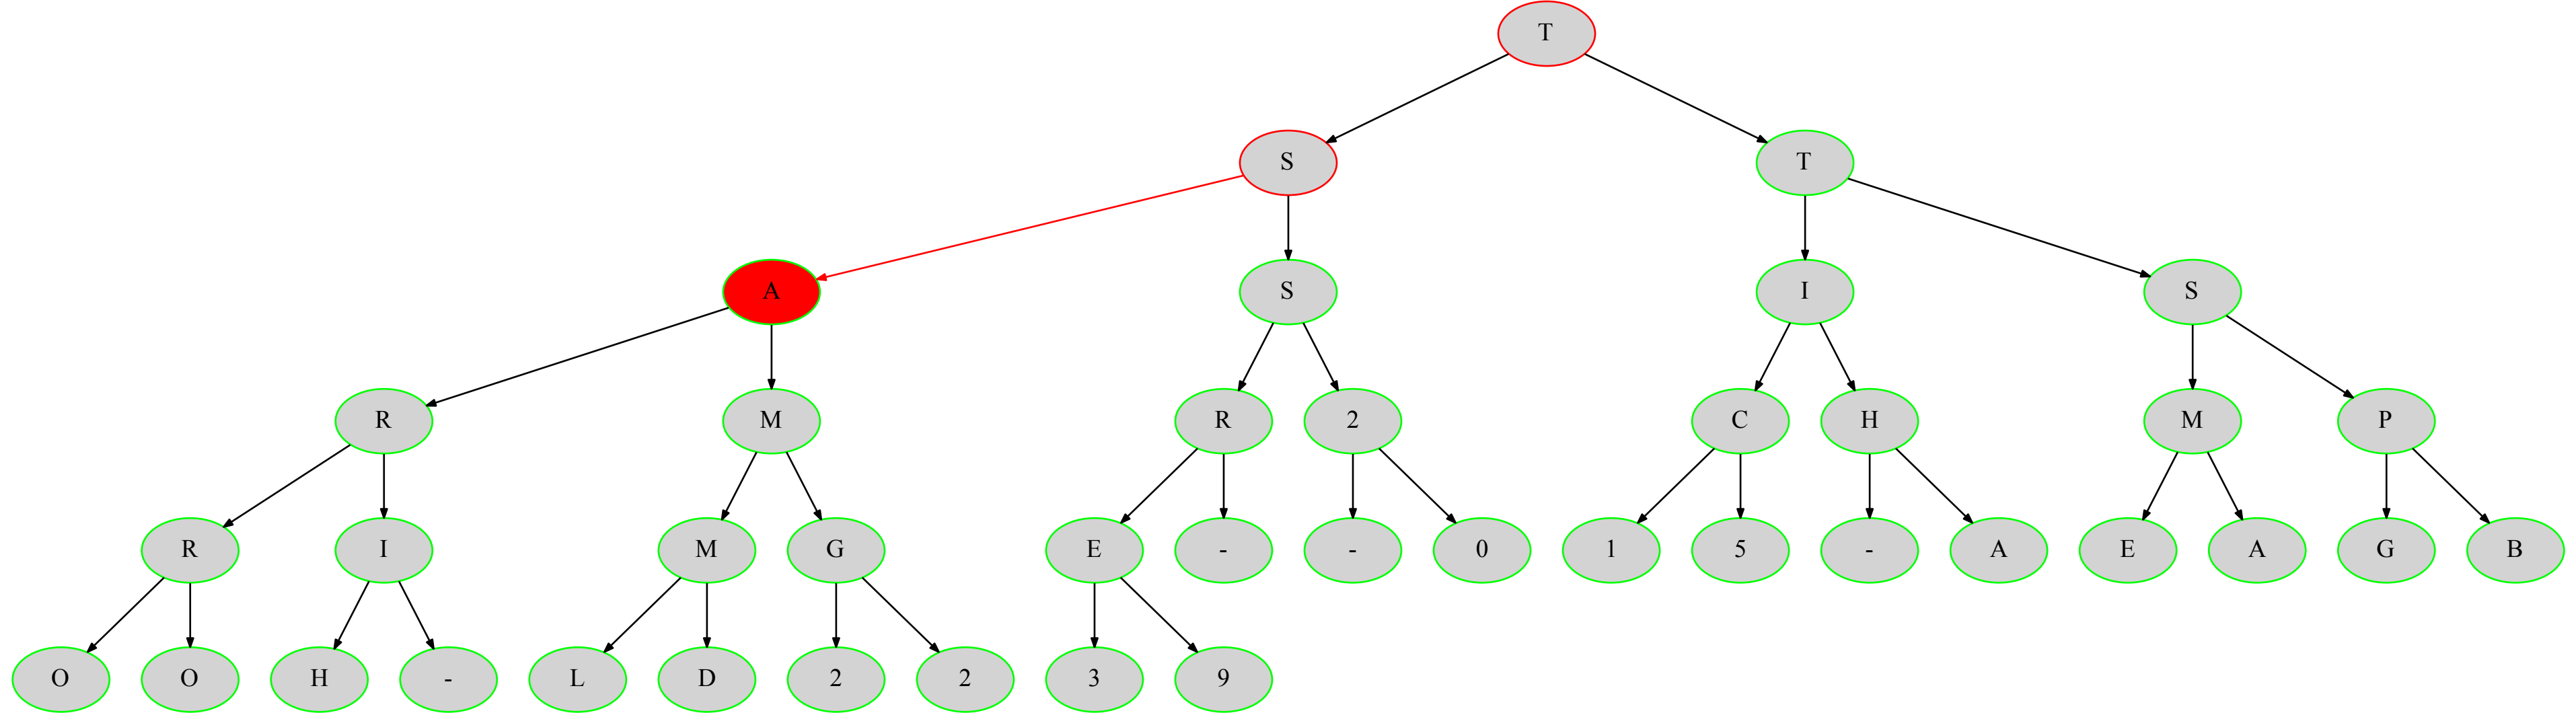 T
S T
A S I S
R M R 2 C H M P
R I M G E - - 0 1 5 - A E A G B
O O H - L D 2 2 3 9